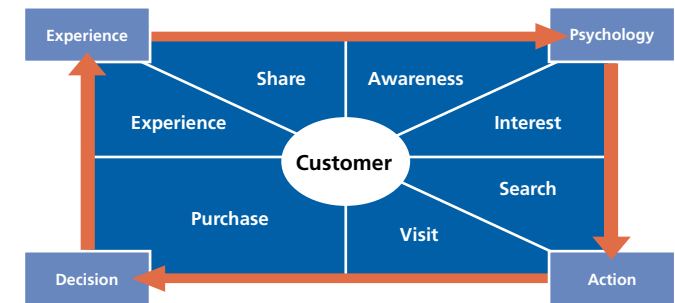 Experience
Psychology
Share
Awareness
Experience
Interest
Customer
Search
Purchase
Visit
Decision
Action